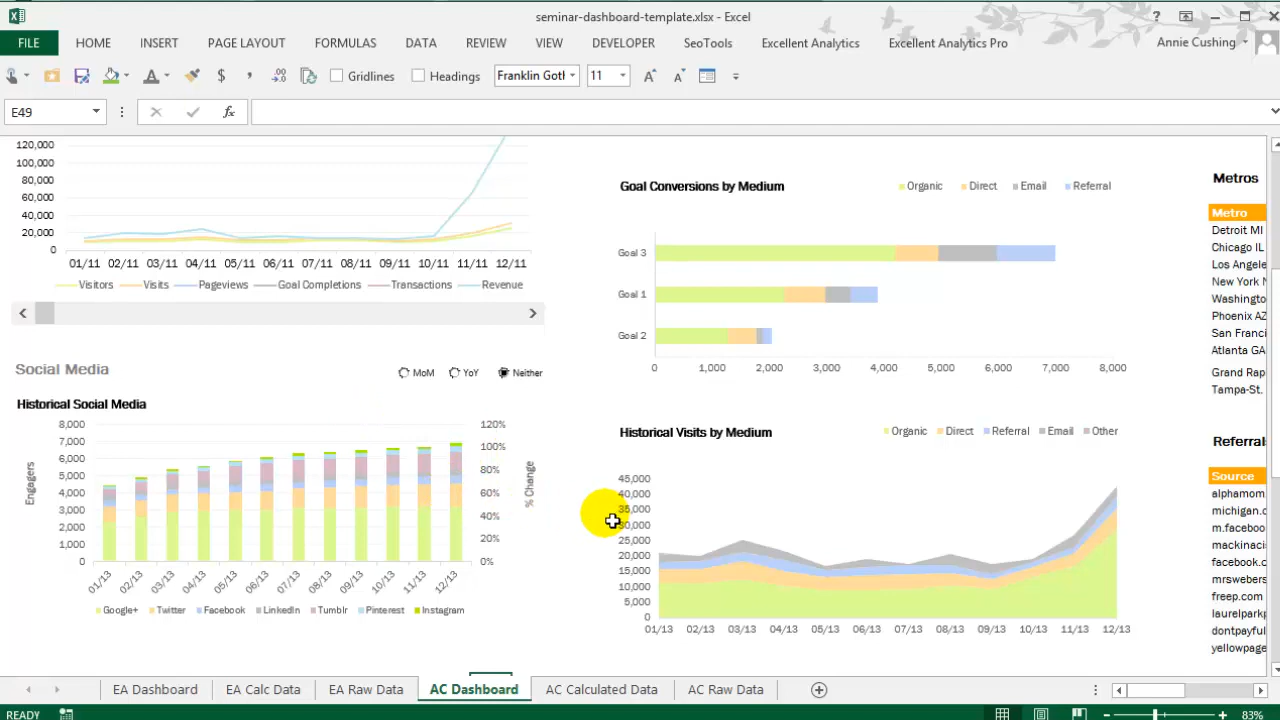 seminar-dashboard-template.xlsx - Excel
?
FILE HOME INSERT PAGE LAYOUT FORMULAS DATA REVIEW VIEW DEVELOPER SeoTools Excellent Analytics Excellent Analytics Pro Annie Cushing
Gridlines Headings Franklin Got 11
E49
120,000
100,000
80,000
60,000
40,000
20,000
0
01/11 02/11 03/11 04/11 05/11 06/11 07/11 08/11 09/11 10/11 11/11 12/11
Visitors Visits Pageviews Goal Completions Transactions Revenue
Social Media
MoM YoY Neither
Historical Social Media
8,000 120%
7,000 100%
6,000
5,000 80%
4,000 60%
3,000 40%
2,000 20%
1,000
0 0%
Engagers
% Change
01/13 02/13 03/13 04/13 05/13 06/13 07/13 08/13 09/13 10/13 11/13 12/13
Google+ Twitter Facebook LinkedIn Tumblr Pinterest Instagram
Goal Conversions by Medium
Organic Direct Email Referral
Goal 3
Goal 1
Goal 2
0 1,000 2,000 3,000 4,000 5,000 6,000 7,000 8,000
Historical Visits by Medium
Organic Direct Referral Email Other
45,000
40,000
35,000
30,000
25,000
20,000
15,000
10,000
5,000
0
01/13 02/13 03/13 04/13 05/13 06/13 07/13 08/13 09/13 10/13 11/13 12/13
Metros
Metro
Detroit MI
Chicago IL
Los Angele
New York N
Washingto
Phoenix AZ
San Franci
Atlanta GA
Grand Rap
Tampa-St.
Referral
Source
alphamom
michigan.c
m.faceboo
mackinacis
facebook.c
mrswebers
freep.com
laurelparkp
dontpayful
yellowpage
EA Dashboard EA Calc Data EA Raw Data AC Dashboard AC Calculated Data AC Raw Data
READY 83%